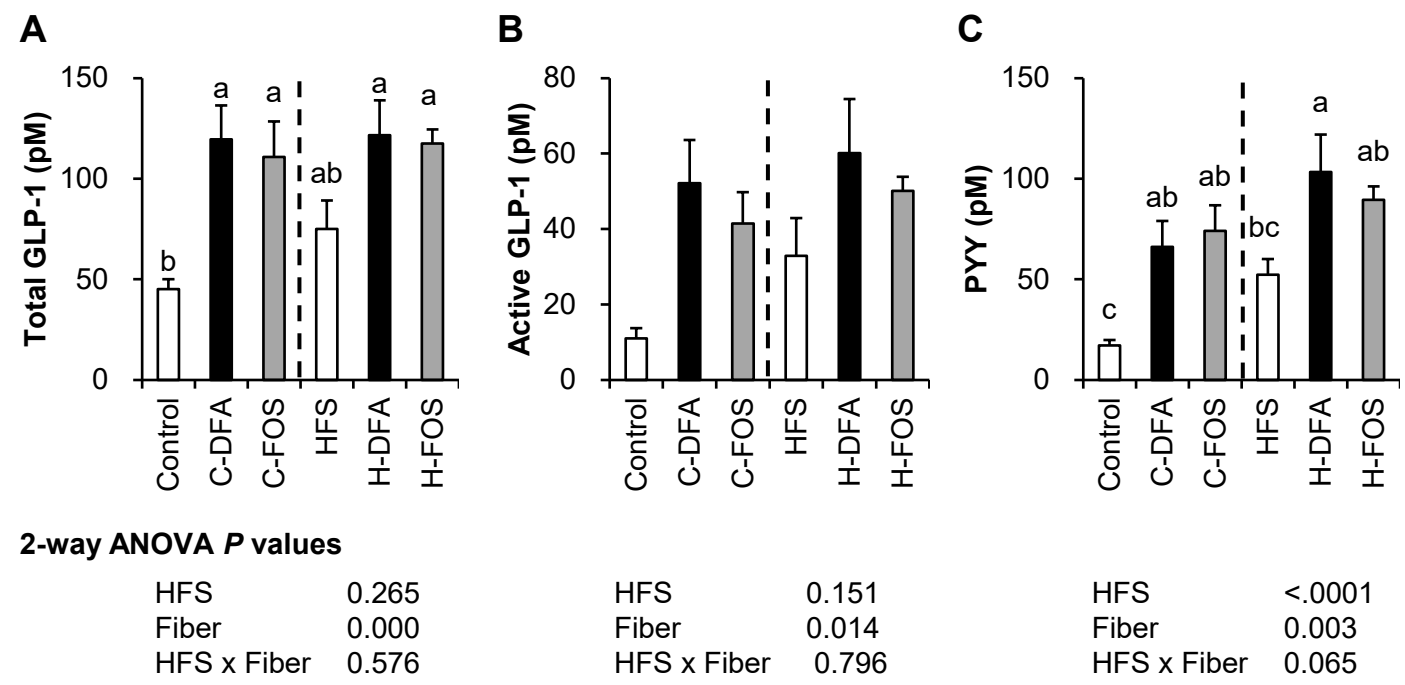 A
Total GLP-1 (pM)
150
100
50
0
b
a
a
ab
a
a
Control
C-DFA
C-FOS
HFS
H-DFA
H-FOS
B
Active GLP-1 (pM)
80
60
40
20
0
Control
C-DFA
C-FOS
HFS
H-DFA
H-FOS
C
PYY (pM)
150
100
50
0
c
ab
ab
bc
a
ab
Control
C-DFA
C-FOS
HFS
H-DFA
H-FOS
2-way ANOVA P values
HFS 0.265
Fiber 0.000
HFS x Fiber 0.576
HFS 0.151
Fiber 0.014
HFS x Fiber 0.796
HFS <.0001
Fiber 0.003
HFS x Fiber 0.065